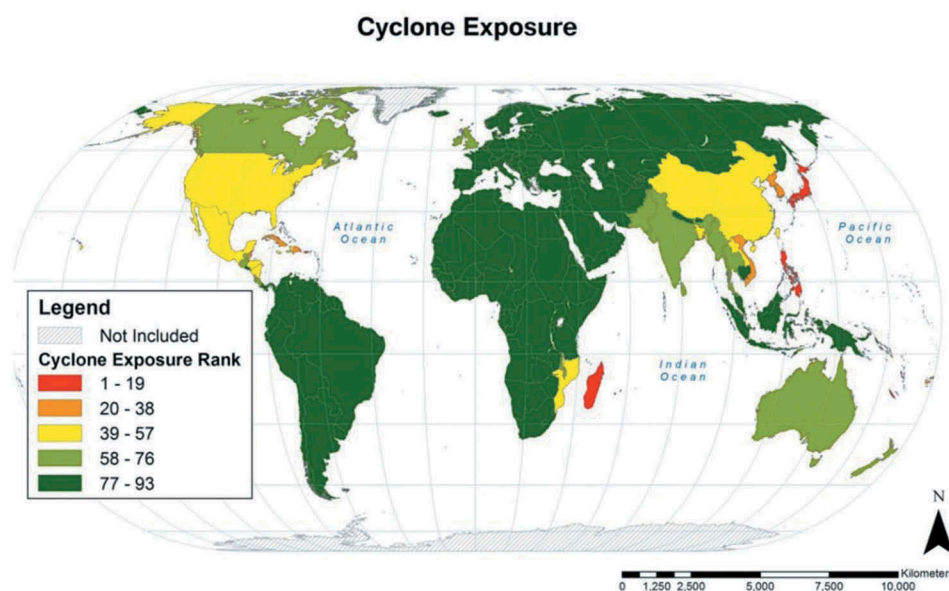 Cyclone Exposure
Atlantic
Ocean
Pacific
Ocean
Indian
Ocean
Legend
Not Included
Cyclone Exposure Rank
1 - 19
20 - 38
39 - 57
58 - 76
77 - 93
N
Kilometers
0 1,250 2,500 5,000 7,500 10,000